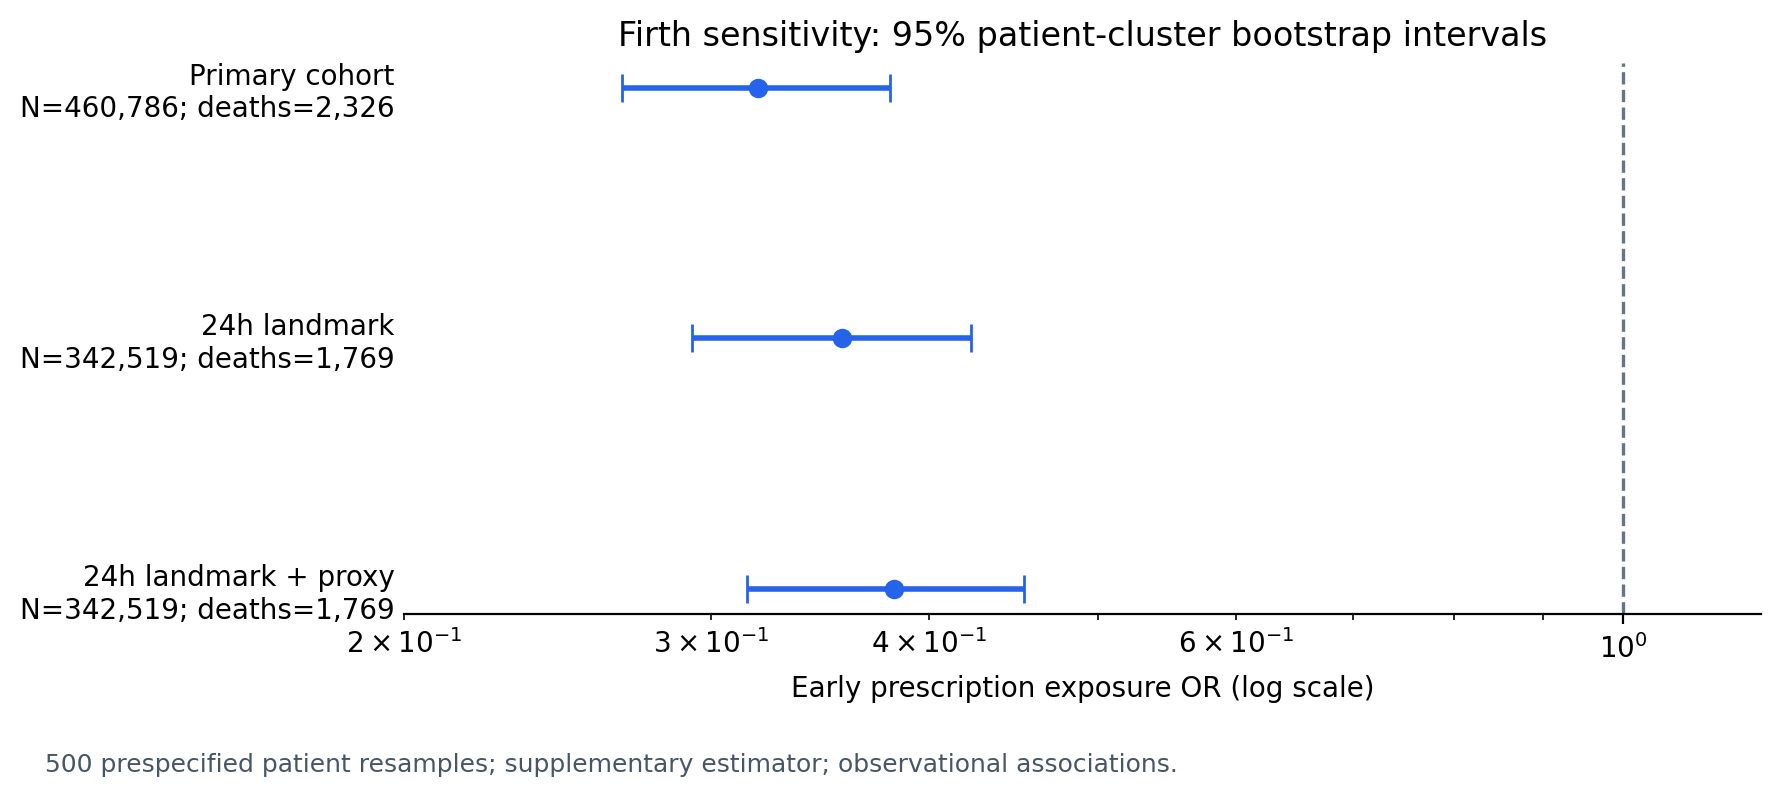 Firth sensitivity: 95% patient-cluster bootstrap intervals
Primary cohort
N=460,786; deaths=2,326
24h landmark
N=342,519; deaths=1,769
24h landmark + proxy
N=342,519; deaths=1,769
2 × 10⁻¹ 3 × 10⁻¹ 4 × 10⁻¹ 6 × 10⁻¹ 10⁰
Early prescription exposure OR (log scale)
500 prespecified patient resamples; supplementary estimator; observational associations.